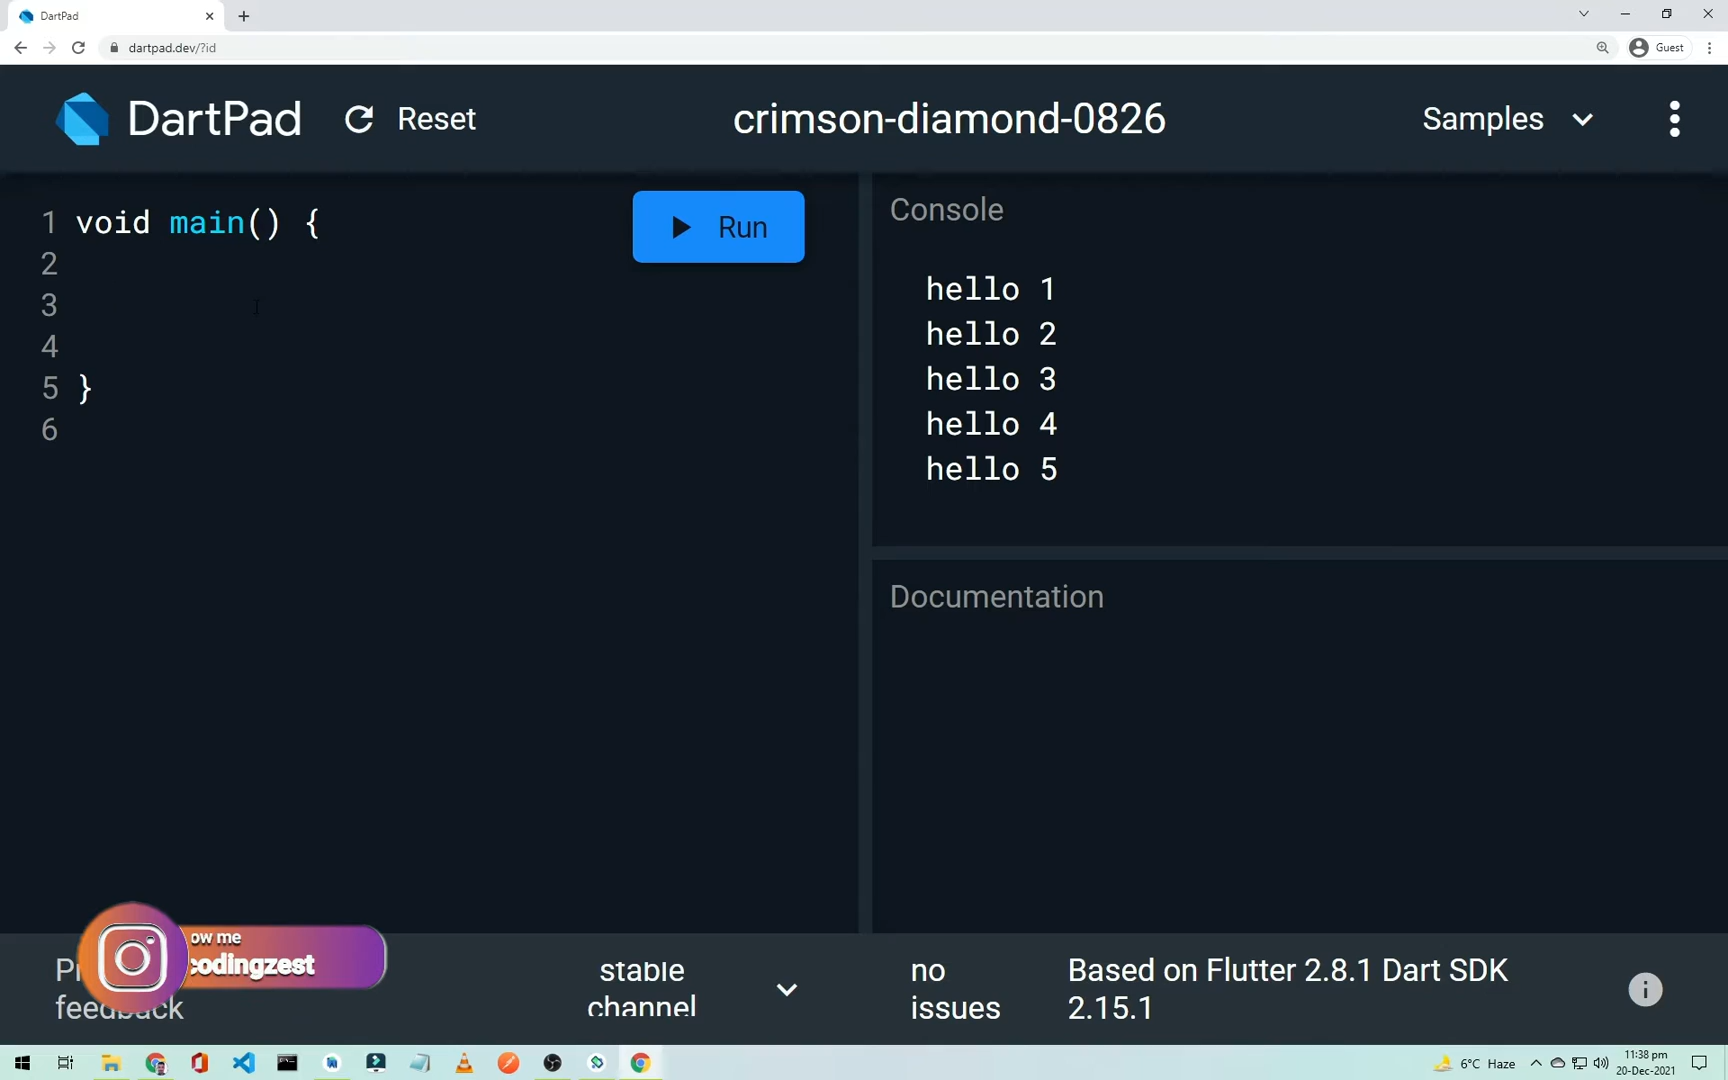 DartPad
dartpad.dev/?id
Guest
DartPad
Reset
crimson-diamond-0826
Samples
1 void main() {
2
3
4
5 }
6
Run
Console
hello 1
hello 2
hello 3
hello 4
hello 5
Documentation
ow me
codingzest
feedback
stable
channel
no
issues
Based on Flutter 2.8.1 Dart SDK
2.15.1
6°C Haze
11:38 pm
20-Dec-2021